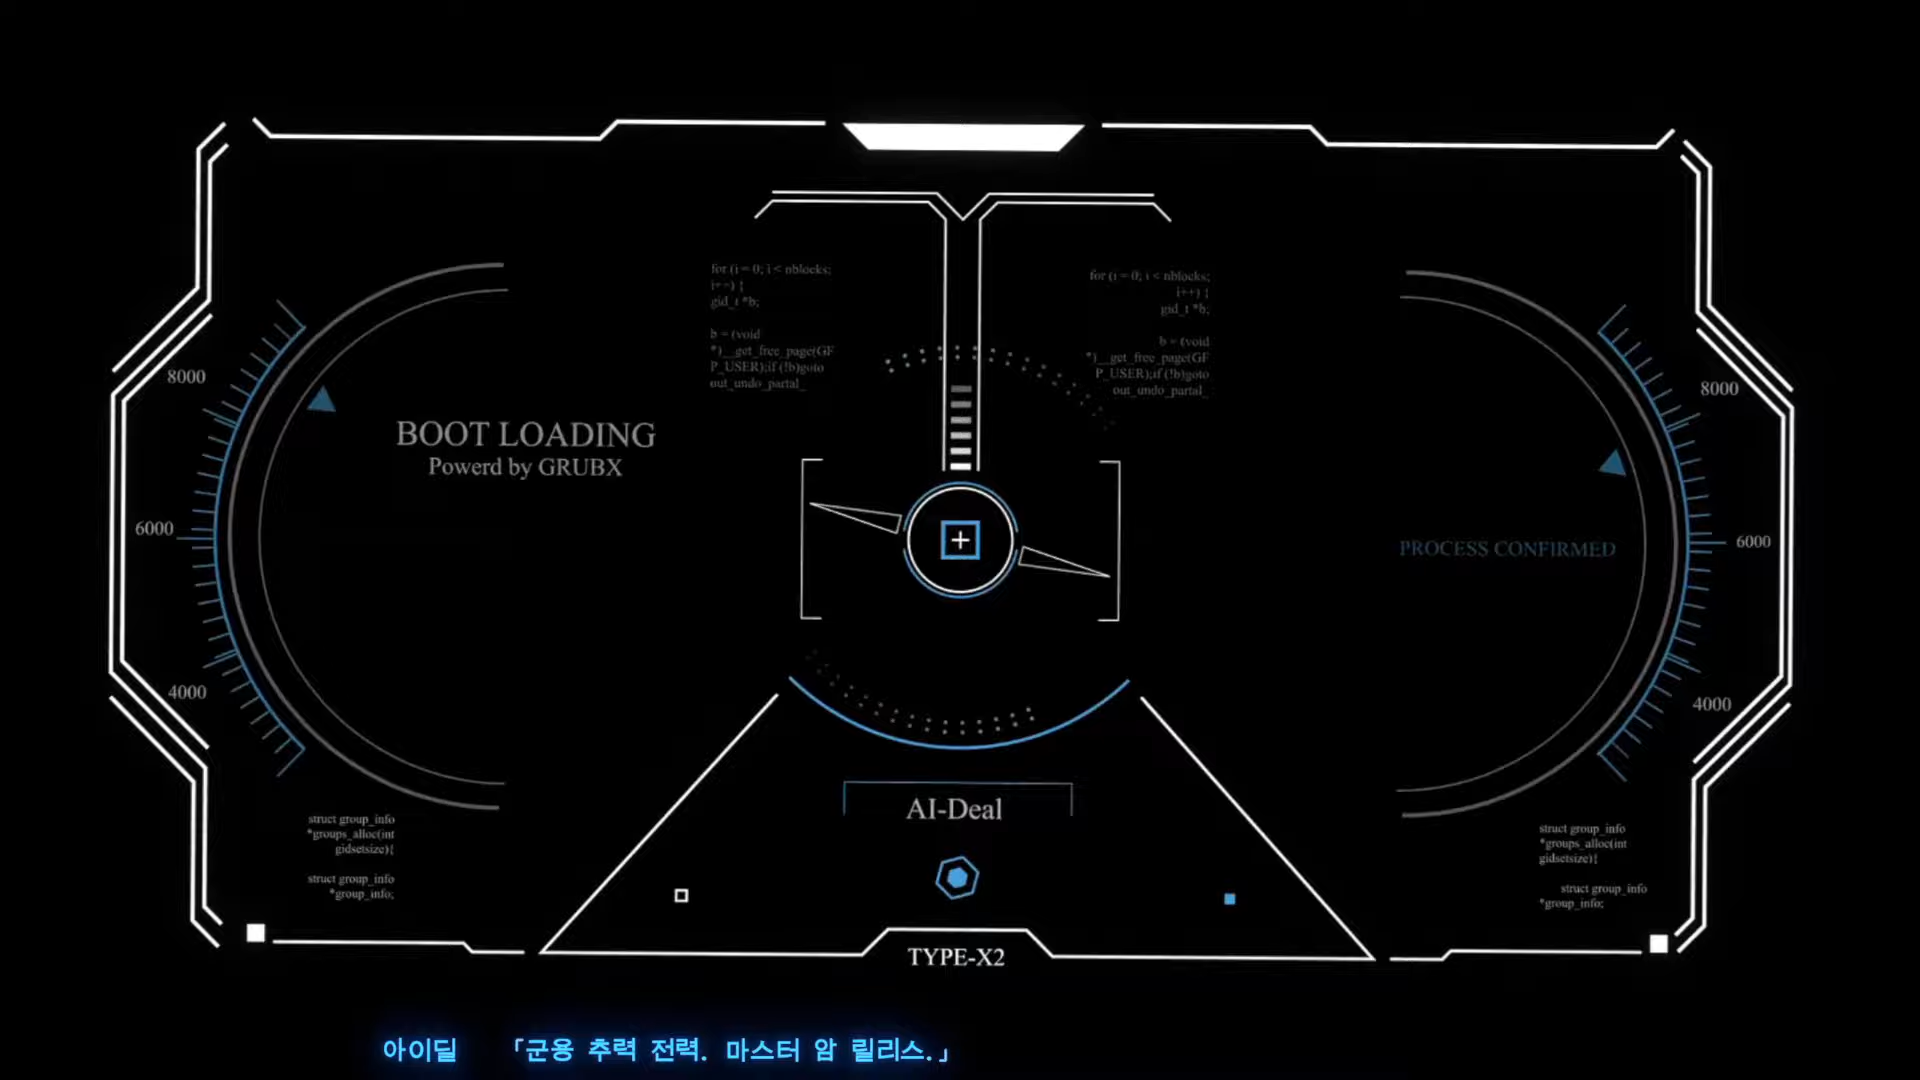 for (i = 0; i < nblocks;
i++) {
gid_t *b;
b = (void
*)__get_free_page(GF
P_USER);if (!b)goto
out_undo_partal_
for (i = 0; i < nblocks;
i++) {
gid_t *b;
b = (void
*)__get_free_page(GF
P_USER);if (!b)goto
out_undo_partal_
8000
8000
BOOT LOADING
Powerd by GRUBX
6000
6000
PROCESS CONFIRMED
4000
4000
AI-Deal
struct group_info
*groups_alloc(int
gidsetsize){
struct group_info
*group_info;
struct group_info
*groups_alloc(int
gidsetsize){
struct group_info
*group_info;
TYPE-X2
아이딜 「군용 추력 전력. 마스터 암 릴리스.」